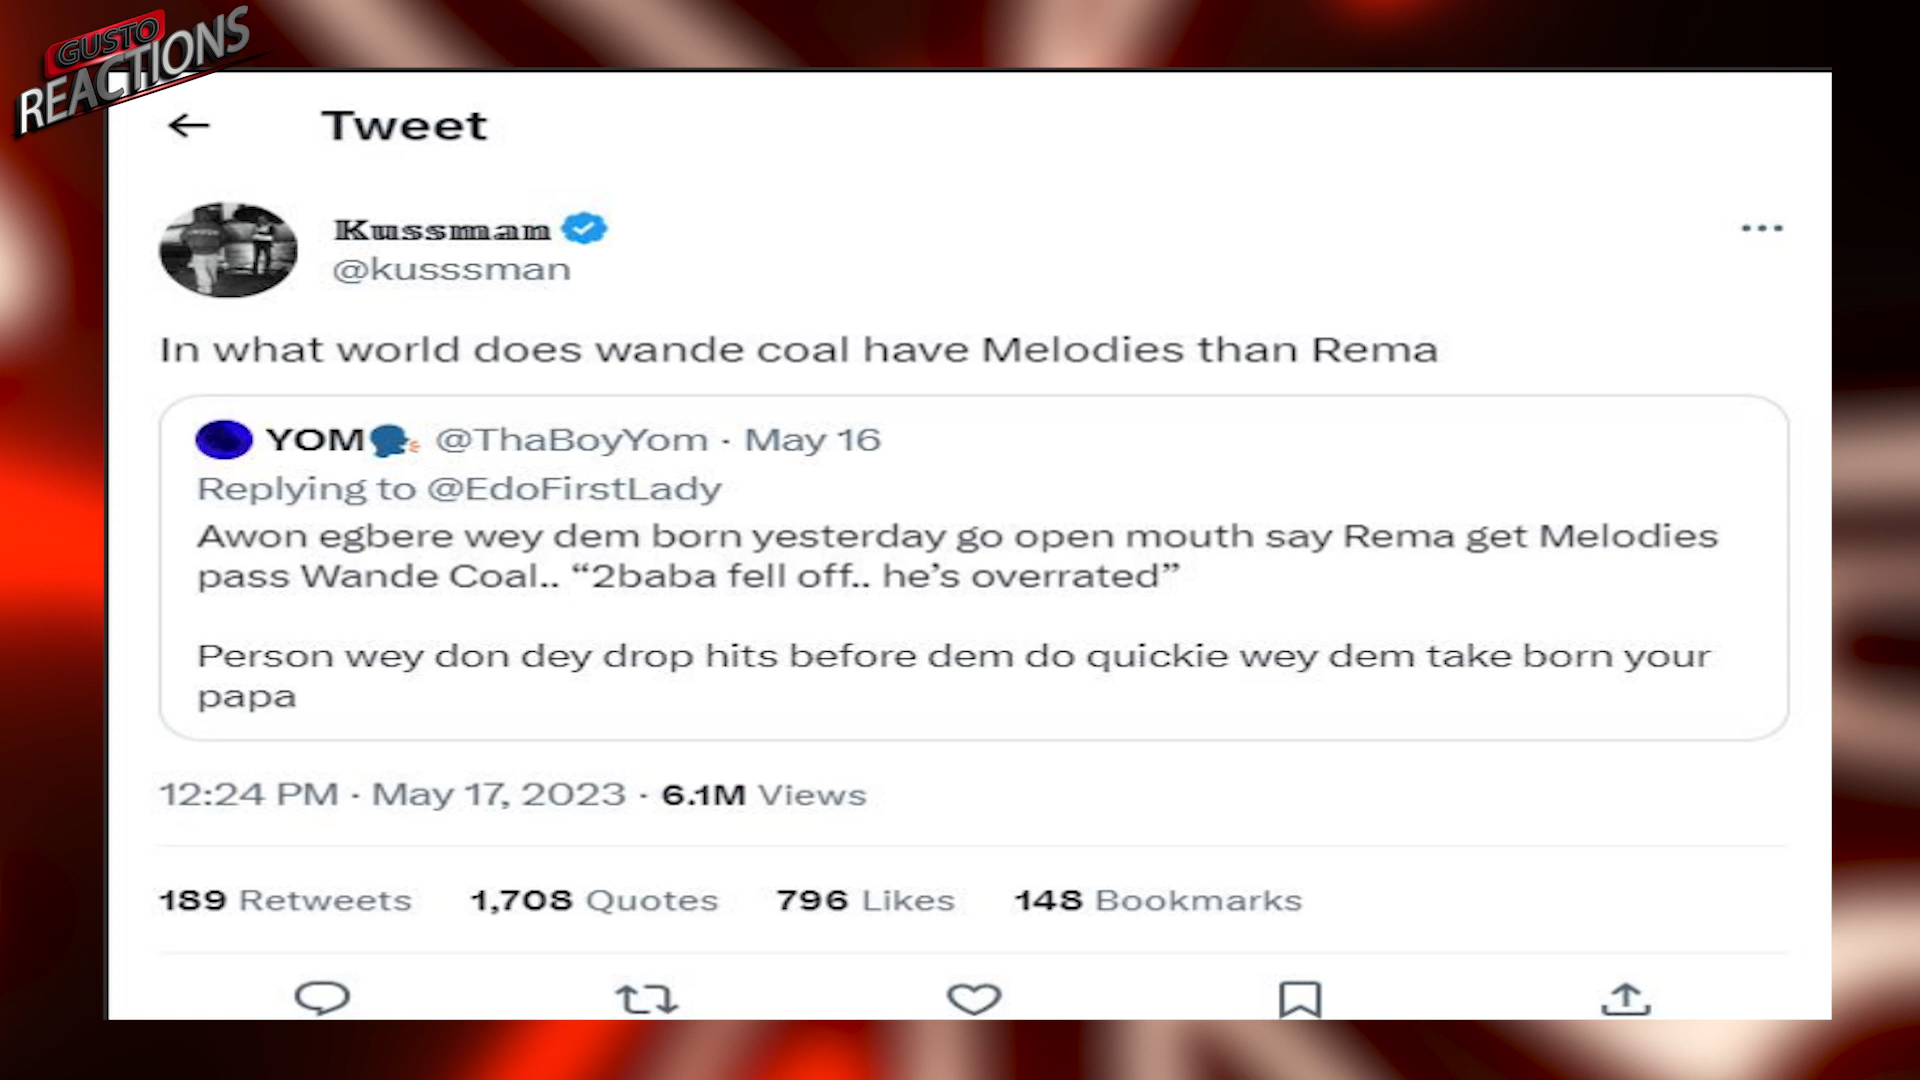 GUSTO
REACTIONS
Tweet
Kussman
@kusssman
In what world does wande coal have Melodies than Rema
YOM🗣 @ThaBoyYom · May 16
Replying to @EdoFirstLady
Awon egbere wey dem born yesterday go open mouth say Rema get Melodies
pass Wande Coal.. “2baba fell off.. he’s overrated”
Person wey don dey drop hits before dem do quickie wey dem take born your
papa
12:24 PM · May 17, 2023 · 6.1M Views
189 Retweets 1,708 Quotes 796 Likes 148 Bookmarks